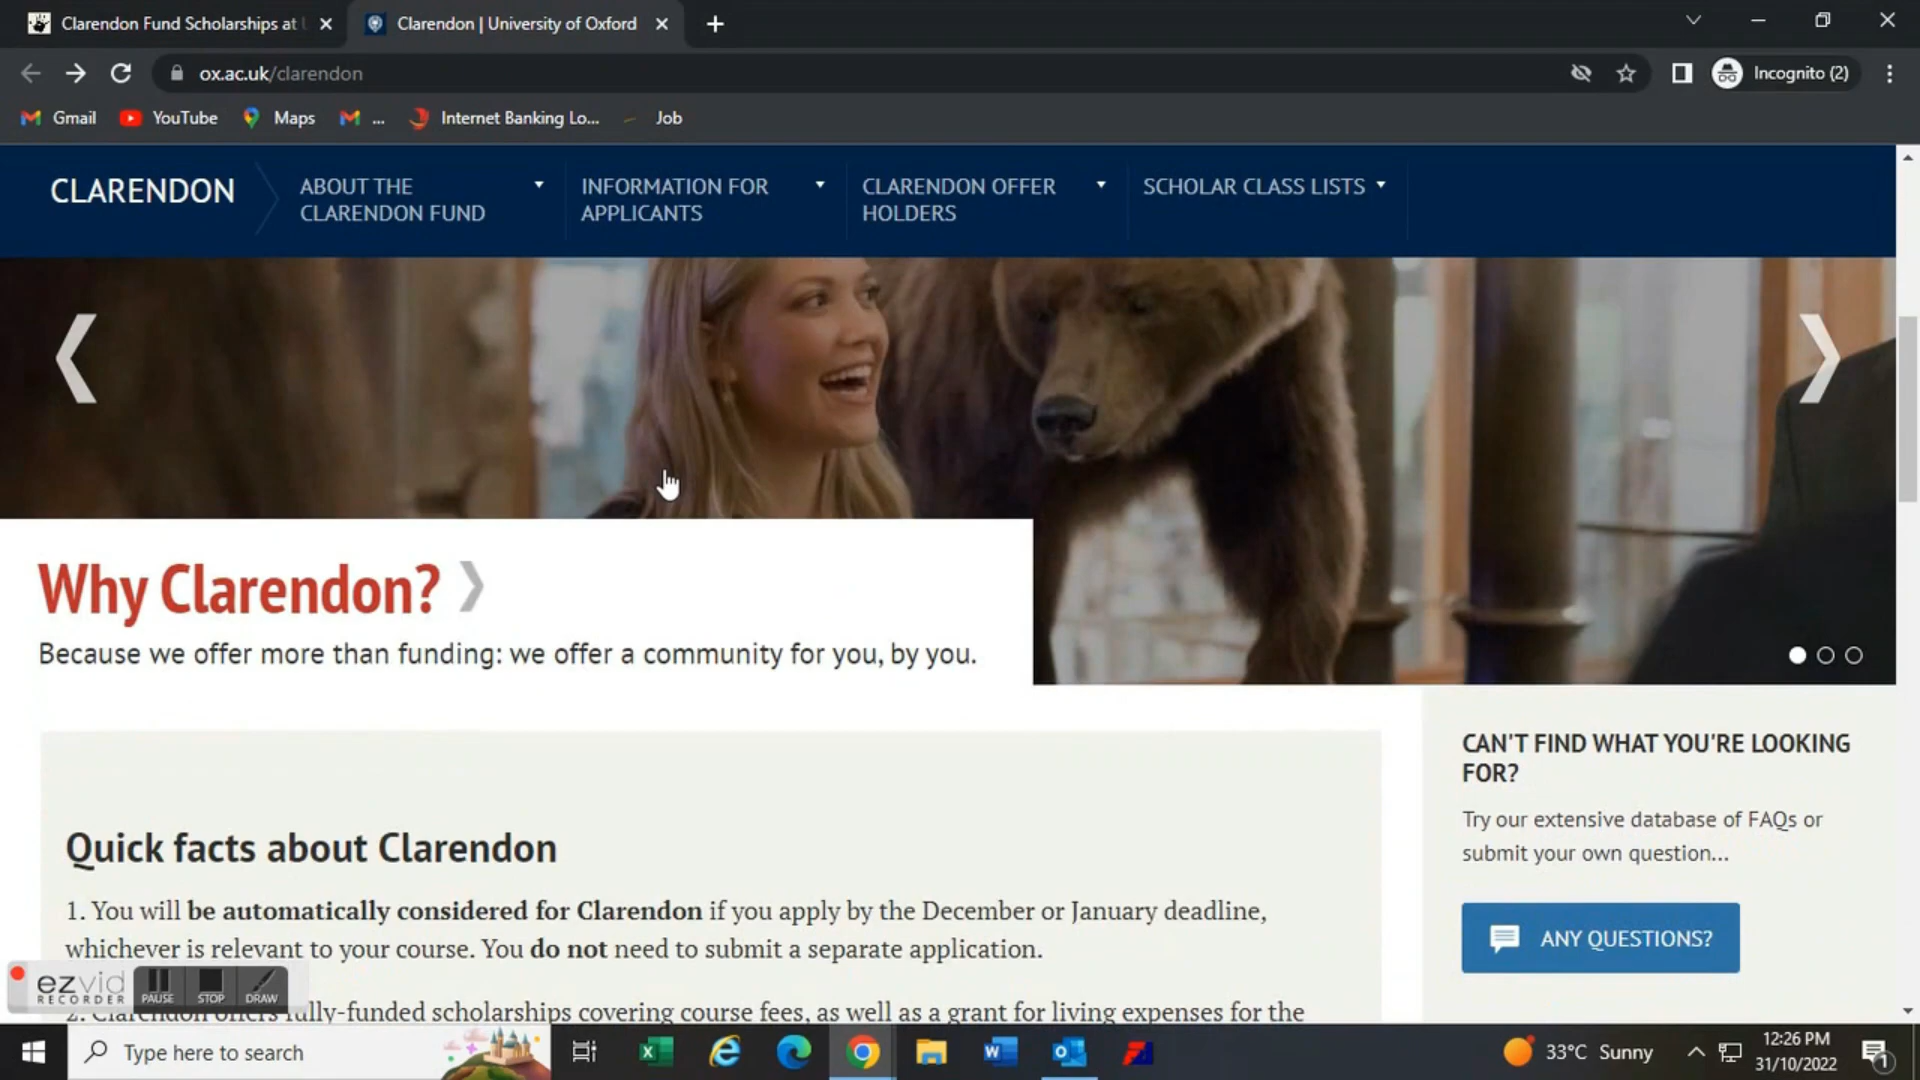 Clarendon Fund Scholarships at
Clarendon | University of Oxford
ox.ac.uk/clarendon
Incognito (2)
Gmail
YouTube
Maps
...
Internet Banking Lo...
Job
CLARENDON
ABOUT THE
CLARENDON FUND
INFORMATION FOR
APPLICANTS
CLARENDON OFFER
HOLDERS
SCHOLAR CLASS LISTS
Why Clarendon?
Because we offer more than funding: we offer a community for you, by you.
Quick facts about Clarendon
1. You will be automatically considered for Clarendon if you apply by the December or January deadline,
whichever is relevant to your course. You do not need to submit a separate application.
2. Clarendon offers fully-funded scholarships covering course fees, as well as a grant for living expenses for the
CAN'T FIND WHAT YOU'RE LOOKING
FOR?
Try our extensive database of FAQs or
submit your own question...
ANY QUESTIONS?
ezvid
RECORDER
PAUSE
STOP
DRAW
Type here to search
33°C Sunny
12:26 PM
31/10/2022
1